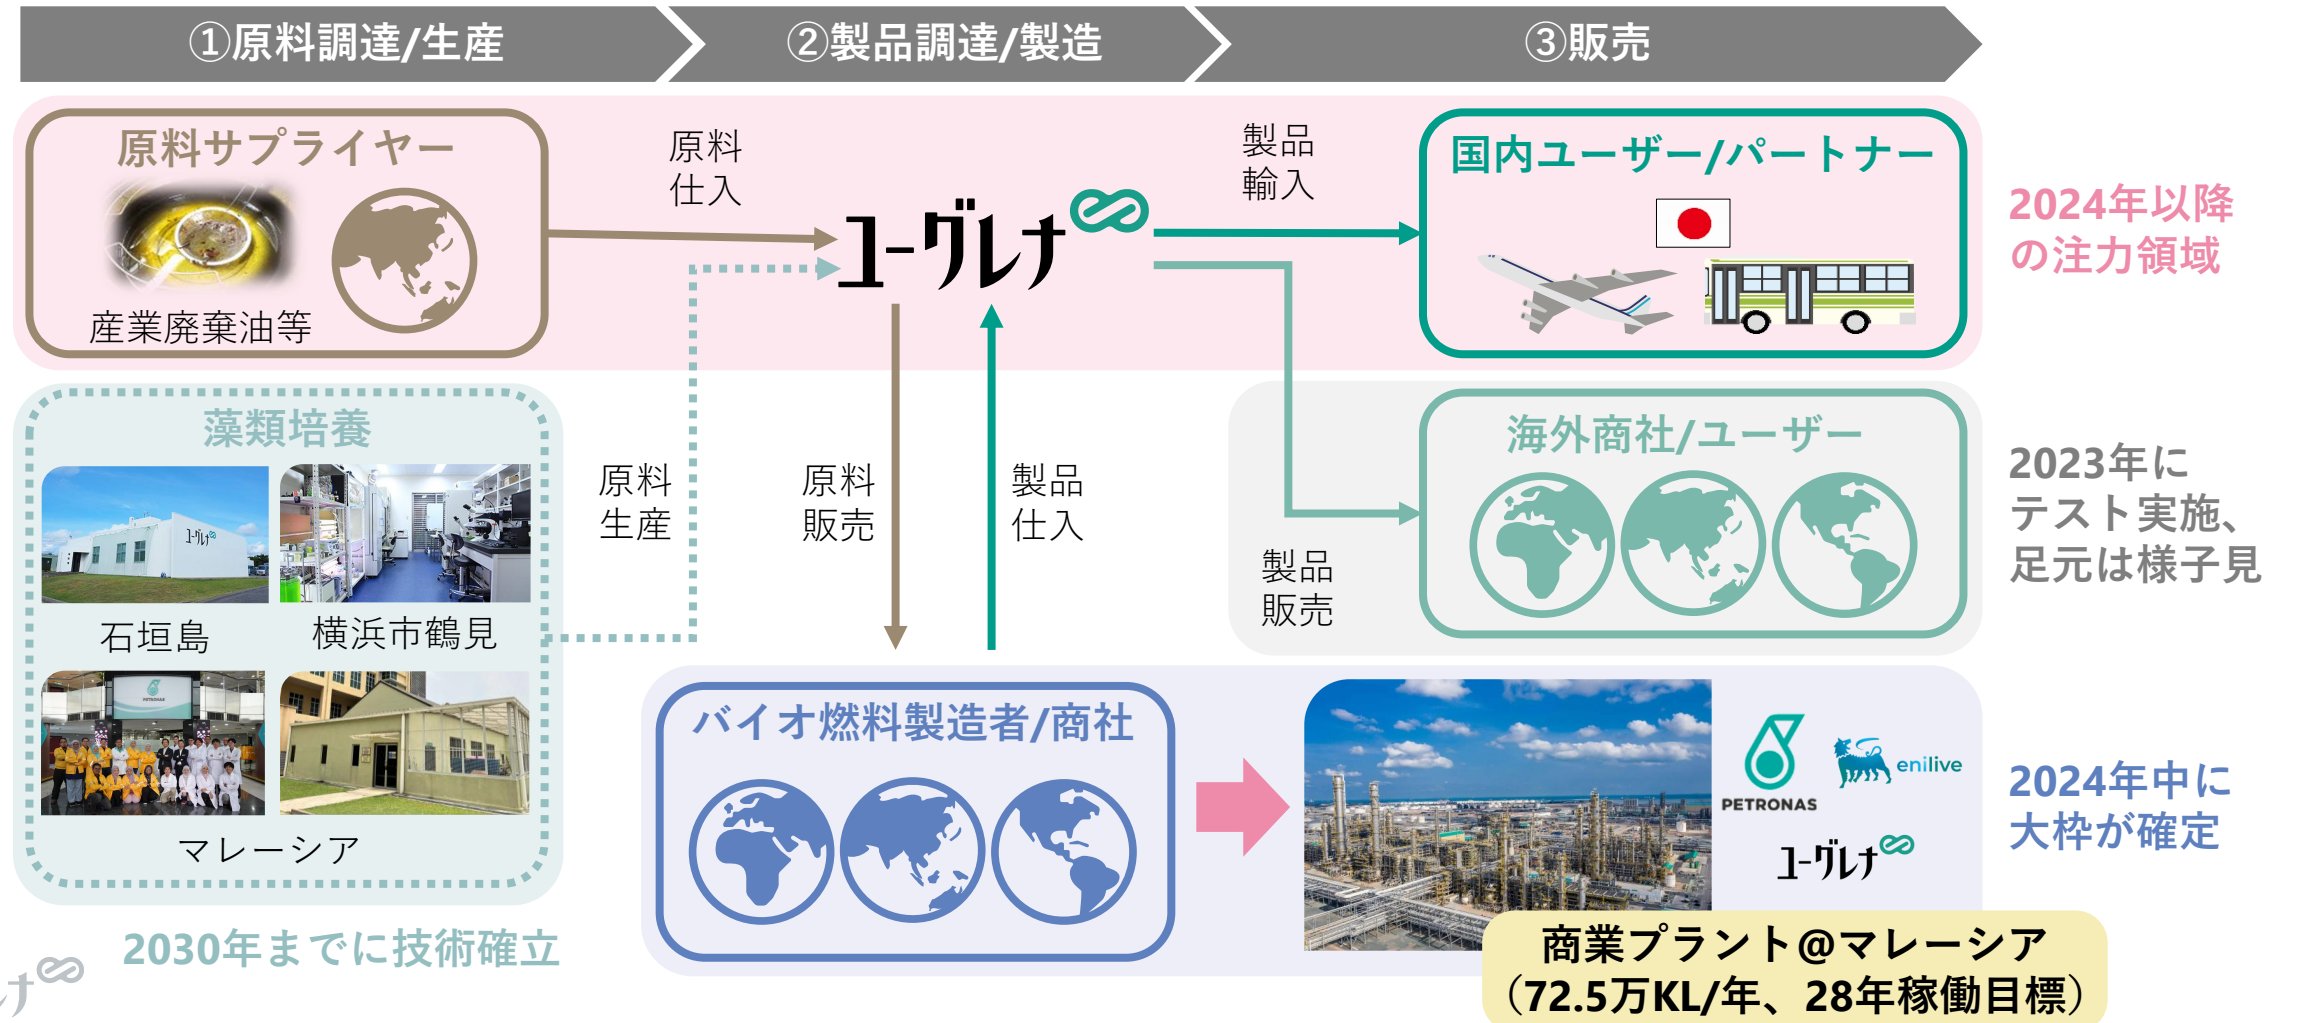 ①原料調達/生産
②製品調達/製造
③販売
原料サプライヤー
産業廃棄油等
原料
仕入
ユーグレナ
製品
輸入
国内ユーザー/パートナー
2024年以降
の注力領域
藻類培養
ユーグレナ
石垣島
横浜市鶴見
PETRONAS
マレーシア
2030年までに技術確立
原料
生産
原料
販売
製品
仕入
製品
販売
海外商社/ユーザー
2023年に
テスト実施、
足元は様子見
バイオ燃料製造者/商社
PETRONAS
enilive
ユーグレナ
2024年中に
大枠が確定
商業プラント@マレーシア
（72.5万KL/年、28年稼働目標）